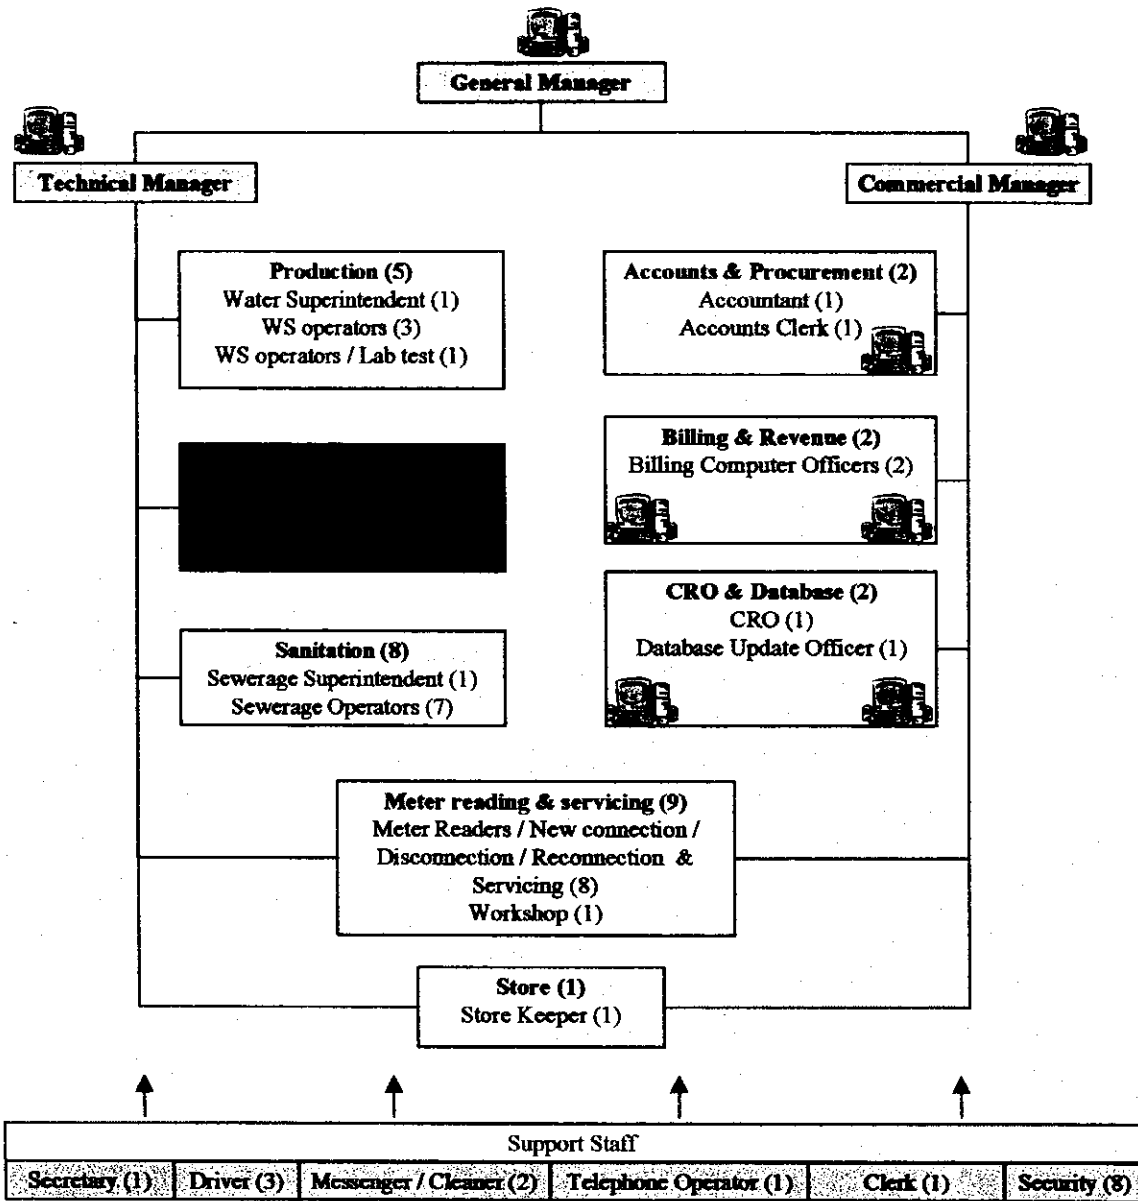 General Manager
Technical Manager
Commercial Manager
Production (5)
Water Superintendent (1)
WS operators (3)
WS operators / Lab test (1)
Accounts & Procurement (2)
Accountant (1)
Accounts Clerk (1)
Billing & Revenue (2)
Billing Computer Officers (2)
CRO & Database (2)
CRO (1)
Database Update Officer (1)
Sanitation (8)
Sewerage Superintendent (1)
Sewerage Operators (7)
Meter reading & servicing (9)
Meter Readers / New connection /
Disconnection / Reconnection &
Servicing (8)
Workshop (1)
Store (1)
Store Keeper (1)
Support Staff
Secretary (1) Driver (3) Messenger / Cleaner (2) Telephone Operator (1) Clerk (1) Security (8)